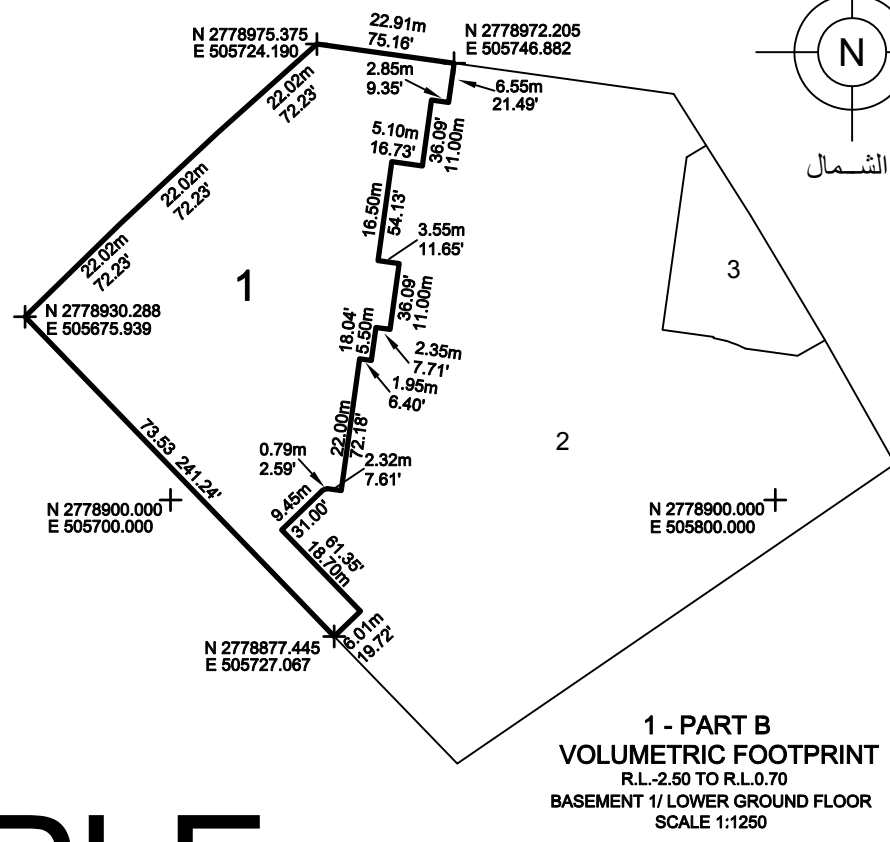 22.91m
75.16'
N 2778975.375
E 505724.190
N 2778972.205
E 505746.882
N
الشـــمال
2.85m
9.35'
6.55m
21.49'
22.02m
72.23'
5.10m
16.73'
36.09'
11.00m
22.02m
72.23'
16.50m
54.13'
3.55m
11.65'
22.02m
72.23'
1
3
N 2778930.288
E 505675.939
36.09'
11.00m
18.04'
5.50m
2.35m
7.71'
1.95m
6.40'
22.00m
72.18'
2
73.53 241.24'
0.79m
2.59'
2.32m
7.61'
N 2778900.000
E 505700.000
N 2778900.000
E 505800.000
9.45m
31.00'
61.35'
18.70m
6.01m
19.72'
N 2778877.445
E 505727.067
1 - PART B
VOLUMETRIC FOOTPRINT
R.L.-2.50 TO R.L.0.70
BASEMENT 1/ LOWER GROUND FLOOR
SCALE 1:1250